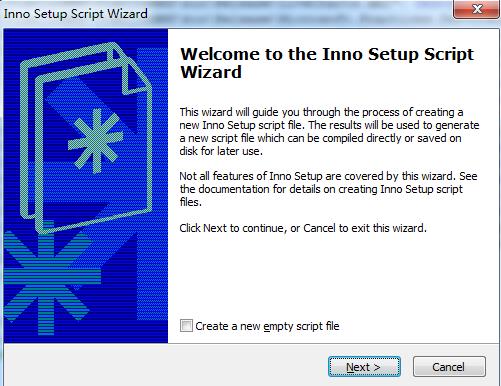 Inno Setup Script Wizard
Welcome to the Inno Setup Script
Wizard
This wizard will guide you through the process of creating a
new Inno Setup script file. The results will be used to generate
a new script file which can be compiled directly or saved on
disk for later use.
Not all features of Inno Setup are covered by this wizard. See
the documentation for details on creating Inno Setup script
files.
Click Next to continue, or Cancel to exit this wizard.
Create a new empty script file
Next >
Cancel